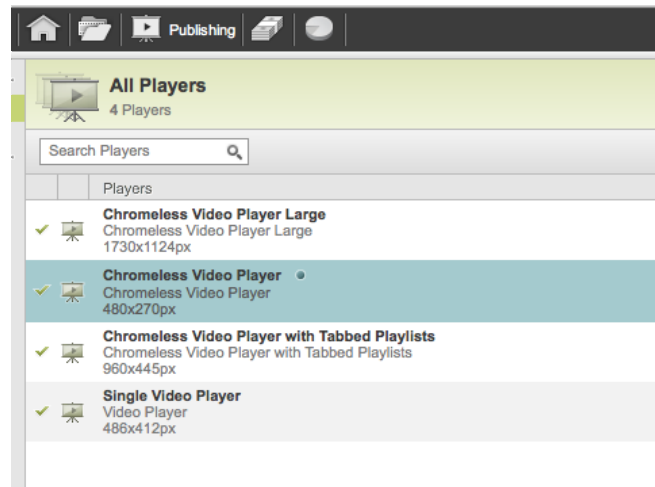 Publishing
All Players
4 Players
Search Players
Players
Chromeless Video Player Large
Chromeless Video Player Large
1730x1124px
Chromeless Video Player
Chromeless Video Player
480x270px
Chromeless Video Player with Tabbed Playlists
Chromeless Video Player with Tabbed Playlists
960x445px
Single Video Player
Video Player
486x412px